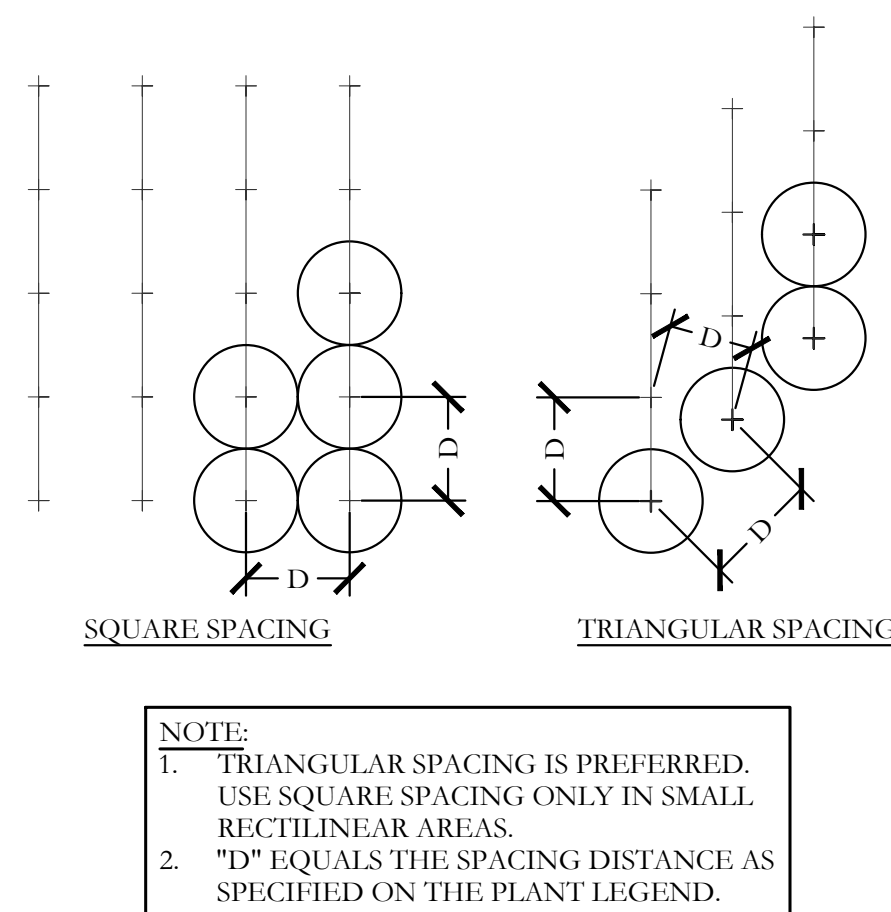 D
D
D
D
D
SQUARE SPACING
TRIANGULAR SPACING
NOTE:
1. TRIANGULAR SPACING IS PREFERRED.
USE SQUARE SPACING ONLY IN SMALL
RECTILINEAR AREAS.
2. "D" EQUALS THE SPACING DISTANCE AS
SPECIFIED ON THE PLANT LEGEND.